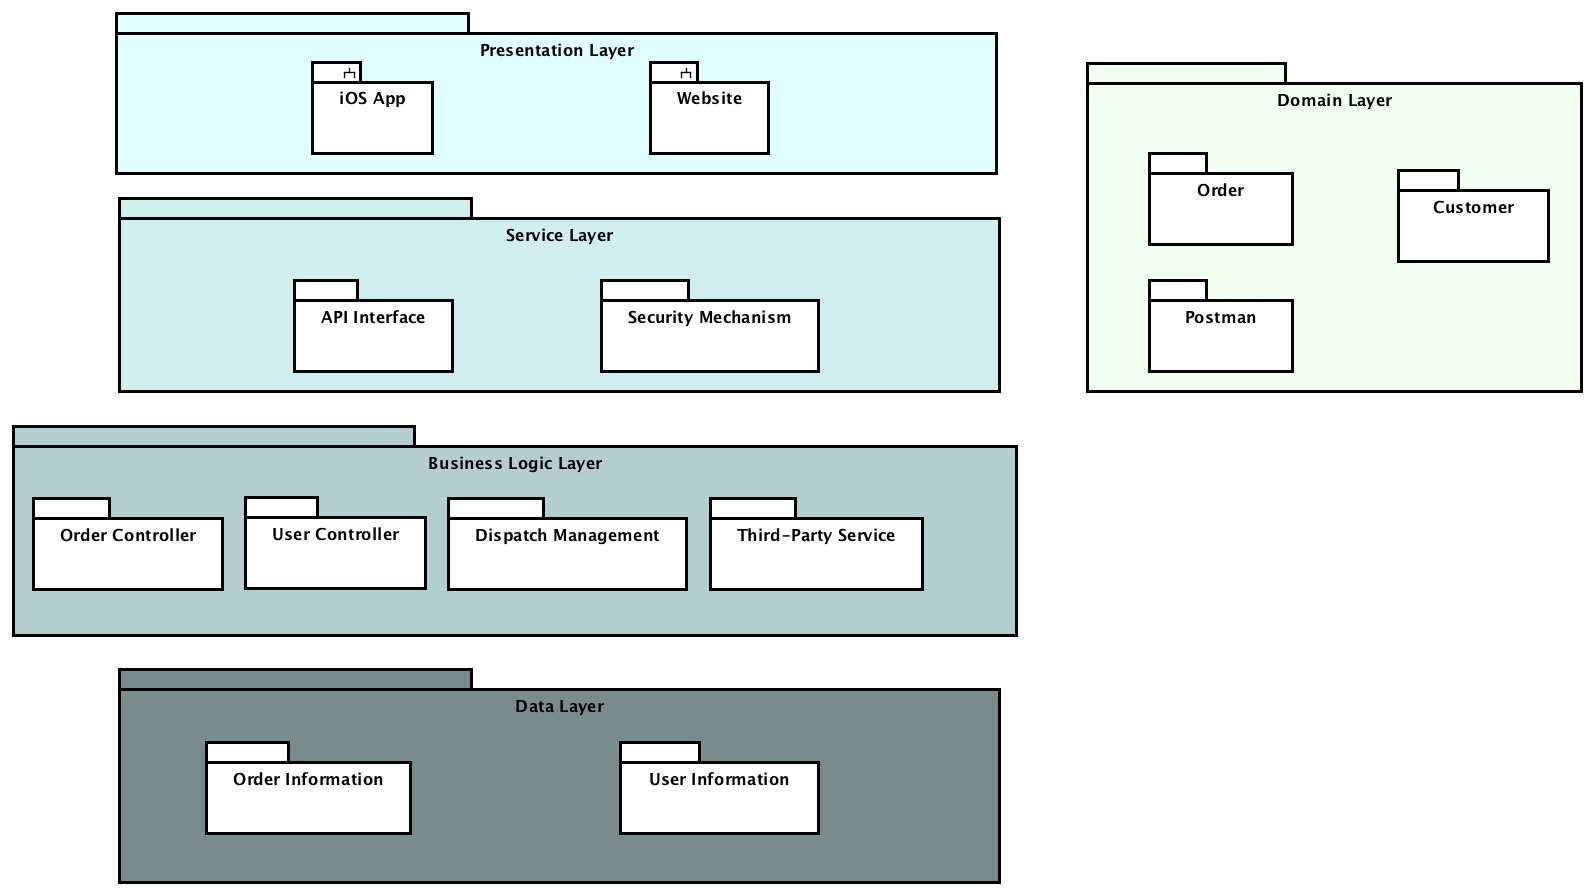 Presentation Layer
iOS App
Website
Service Layer
API Interface
Security Mechanism
Business Logic Layer
Order Controller
User Controller
Dispatch Management
Third-Party Service
Data Layer
Order Information
User Information
Domain Layer
Order
Customer
Postman